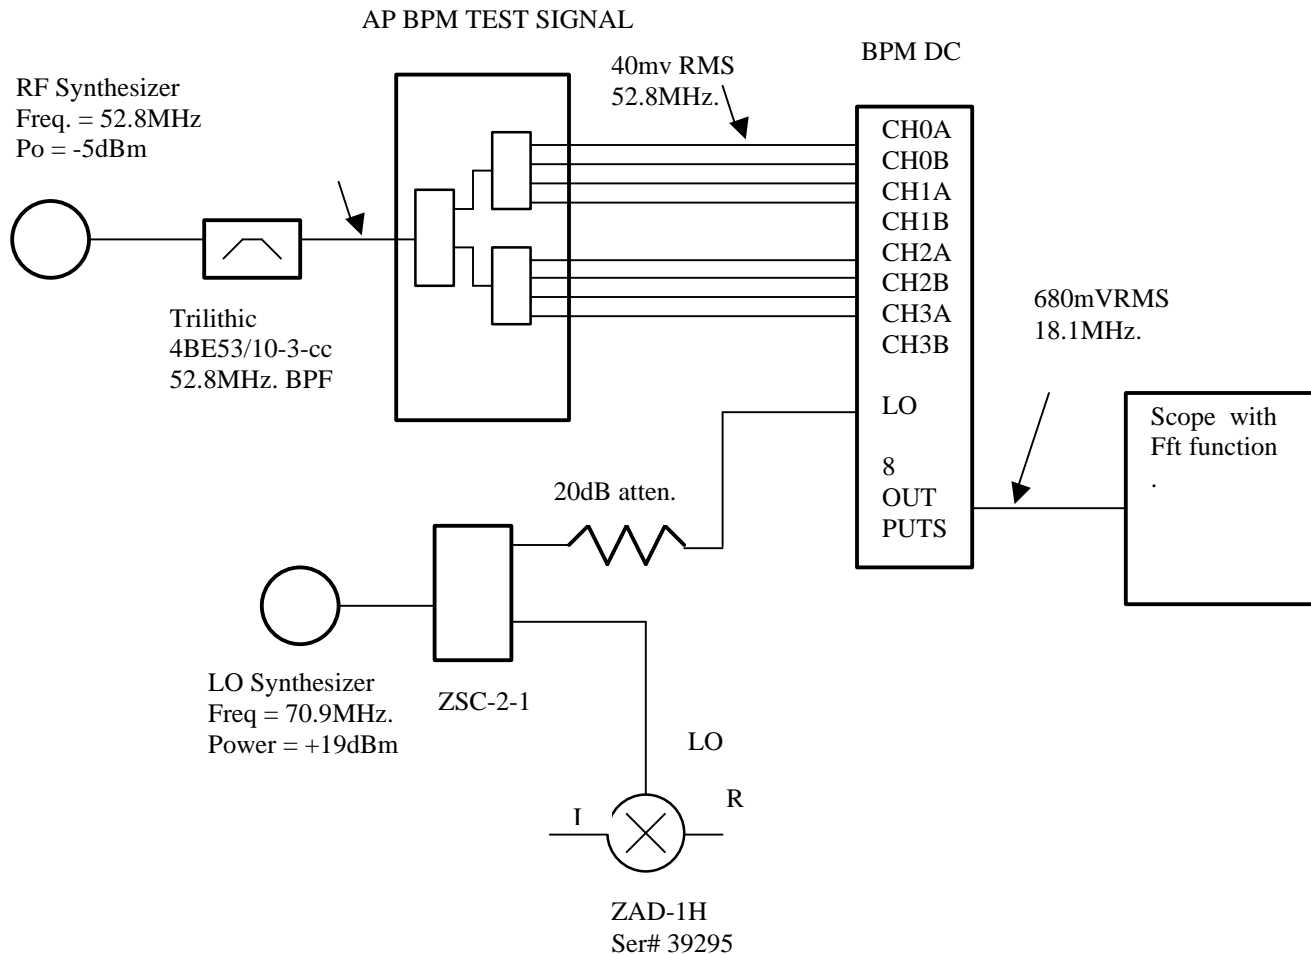 AP BPM TEST SIGNAL
RF Synthesizer
Freq. = 52.8MHz
Po = -5dBm
40mv RMS
52.8MHz.
BPM DC
CH0A
CH0B
CH1A
CH1B
CH2A
CH2B
CH3A
CH3B
LO
8
OUT
PUTS
Trilithic
4BE53/10-3-cc
52.8MHz. BPF
680mVRMS
18.1MHz.
Scope with
Fft function
.
20dB atten.
LO Synthesizer
Freq = 70.9MHz.
Power = +19dBm
ZSC-2-1
LO
R
I
ZAD-1H
Ser# 39295